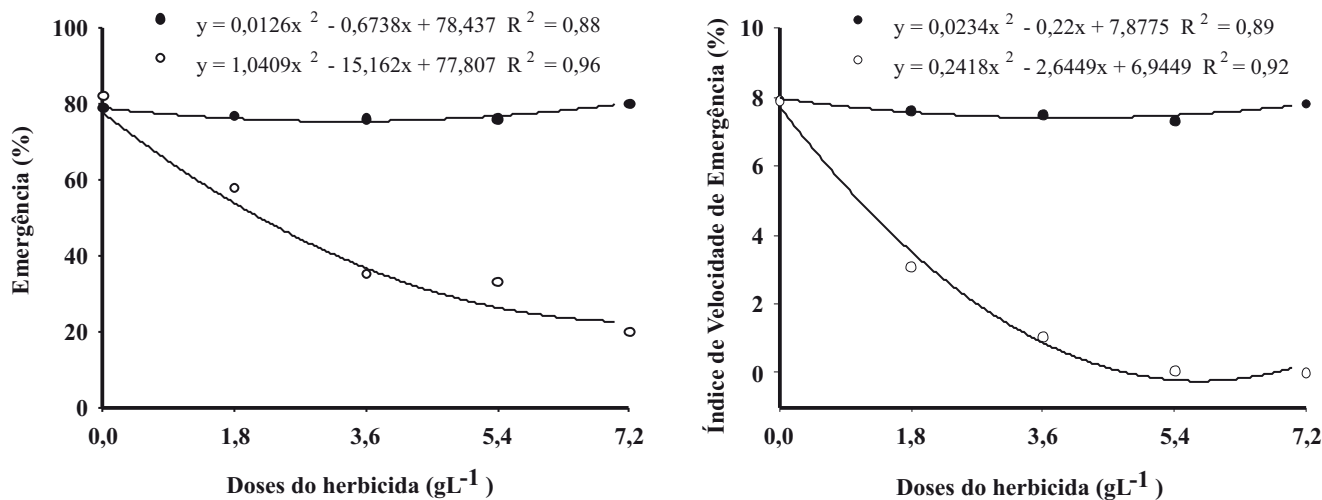 y = 0,0126x 2 - 0,6738x + 78,437 R 2 = 0,88
y = 1,0409x 2 - 15,162x + 77,807 R 2 = 0,96
100
80
60
40
20
0
Emergência (%)
0,0 1,8 3,6 5,4 7,2
Doses do herbicida (gL-1 )
y = 0,0234x 2 - 0,22x + 7,8775 R 2 = 0,89
y = 0,2418x 2 - 2,6449x + 6,9449 R 2 = 0,92
10
8
6
4
2
0
Índice de Velocidade de Emergência (%)
0,0 1,8 3,6 5,4 7,2
Doses do herbicida (gL-1 )